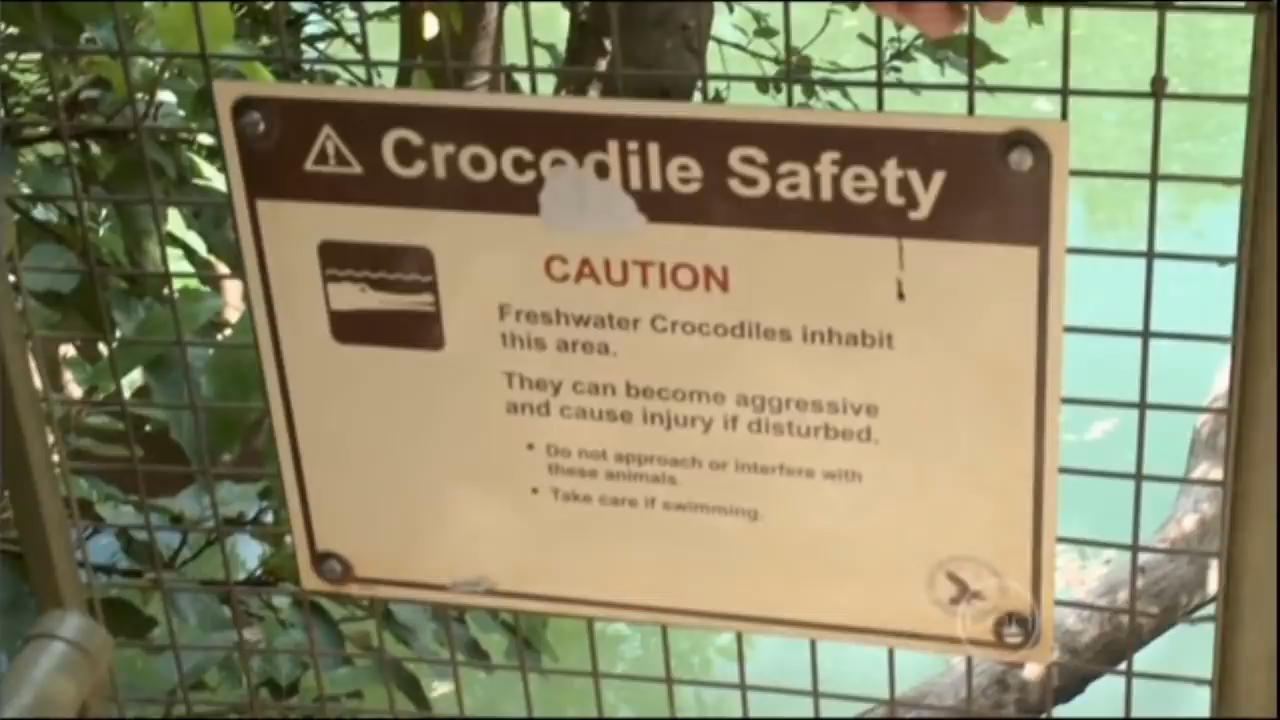 Crocodile Safety
CAUTION
Freshwater Crocodiles inhabit
this area.
They can become aggressive
and cause injury if disturbed.
• Do not approach or interfere with
these animals.
• Take care if swimming.